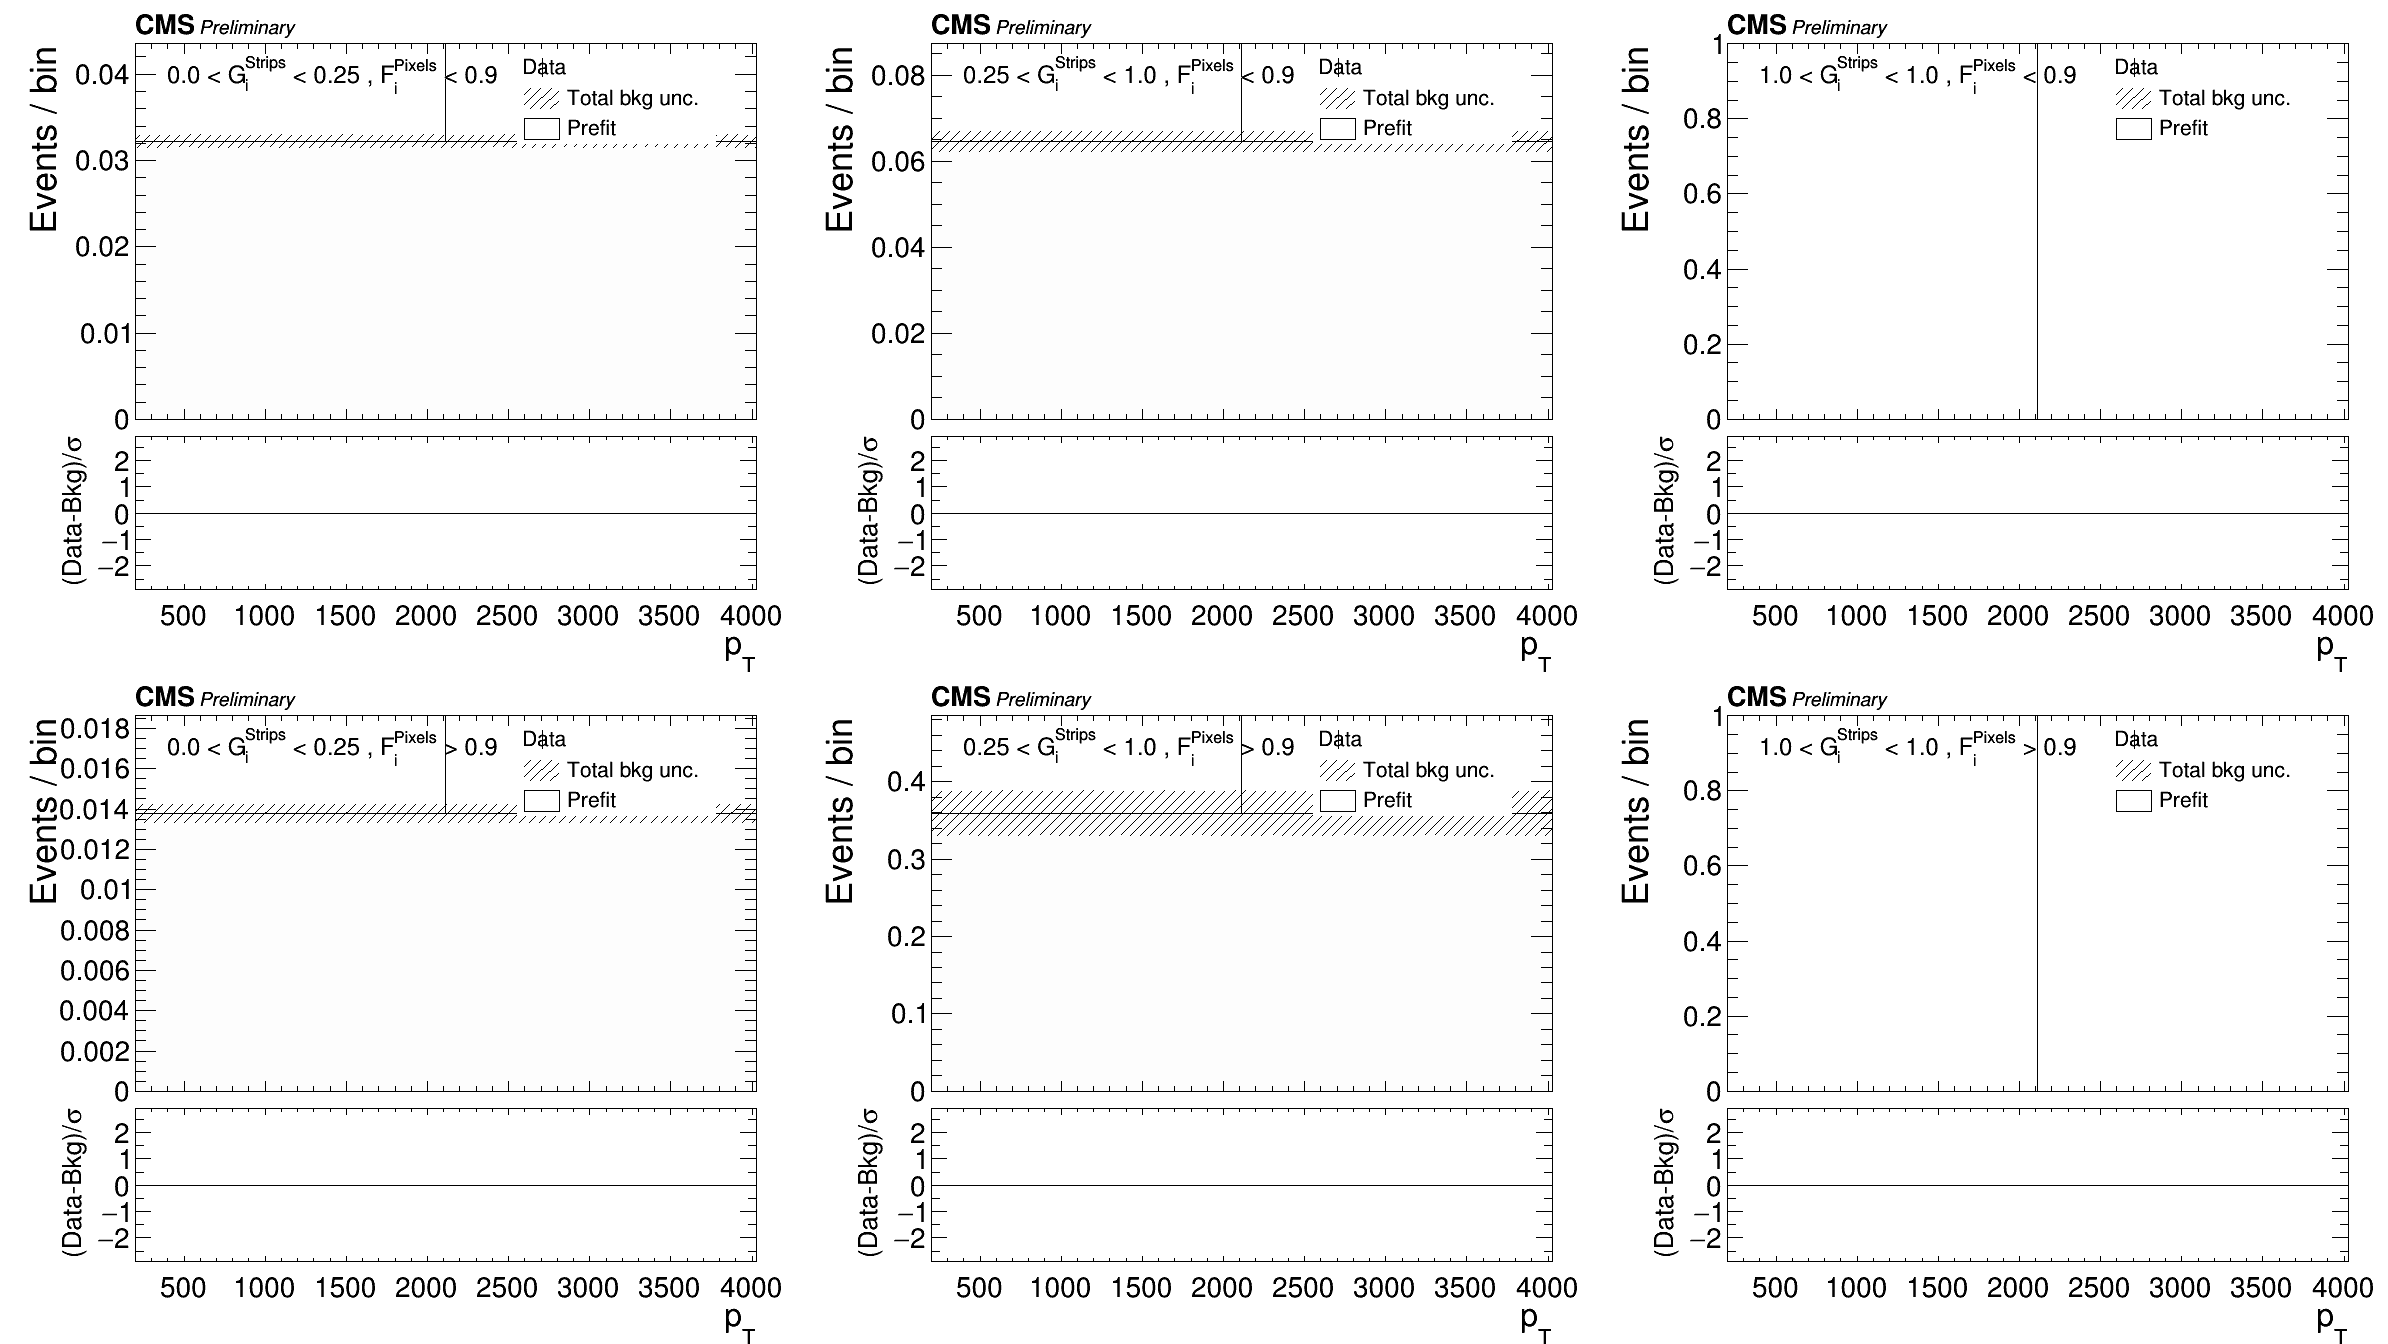 CMS Preliminary
Events / bin
0.0 < G_i^Strips < 0.25 , F_i^Pixels < 0.9
Data
Total bkg unc.
Prefit
0.04
0.03
0.02
0.01
0
(Data-Bkg)/σ
2
1
0
−1
−2
500 1000 1500 2000 2500 3000 3500 4000
p_T
CMS Preliminary
Events / bin
0.25 < G_i^Strips < 1.0 , F_i^Pixels < 0.9
Data
Total bkg unc.
Prefit
0.08
0.06
0.04
0.02
0
(Data-Bkg)/σ
2
1
0
−1
−2
500 1000 1500 2000 2500 3000 3500 4000
p_T
CMS Preliminary
Events / bin
1.0 < G_i^Strips < 1.0 , F_i^Pixels < 0.9
Data
Total bkg unc.
Prefit
1
0.8
0.6
0.4
0.2
0
(Data-Bkg)/σ
2
1
0
−1
−2
500 1000 1500 2000 2500 3000 3500 4000
p_T
CMS Preliminary
Events / bin
0.0 < G_i^Strips < 0.25 , F_i^Pixels > 0.9
Data
Total bkg unc.
Prefit
0.018
0.016
0.014
0.012
0.01
0.008
0.006
0.004
0.002
0
(Data-Bkg)/σ
2
1
0
−1
−2
500 1000 1500 2000 2500 3000 3500 4000
p_T
CMS Preliminary
Events / bin
0.25 < G_i^Strips < 1.0 , F_i^Pixels > 0.9
Data
Total bkg unc.
Prefit
0.4
0.3
0.2
0.1
0
(Data-Bkg)/σ
2
1
0
−1
−2
500 1000 1500 2000 2500 3000 3500 4000
p_T
CMS Preliminary
Events / bin
1.0 < G_i^Strips < 1.0 , F_i^Pixels > 0.9
Data
Total bkg unc.
Prefit
1
0.8
0.6
0.4
0.2
0
(Data-Bkg)/σ
2
1
0
−1
−2
500 1000 1500 2000 2500 3000 3500 4000
p_T